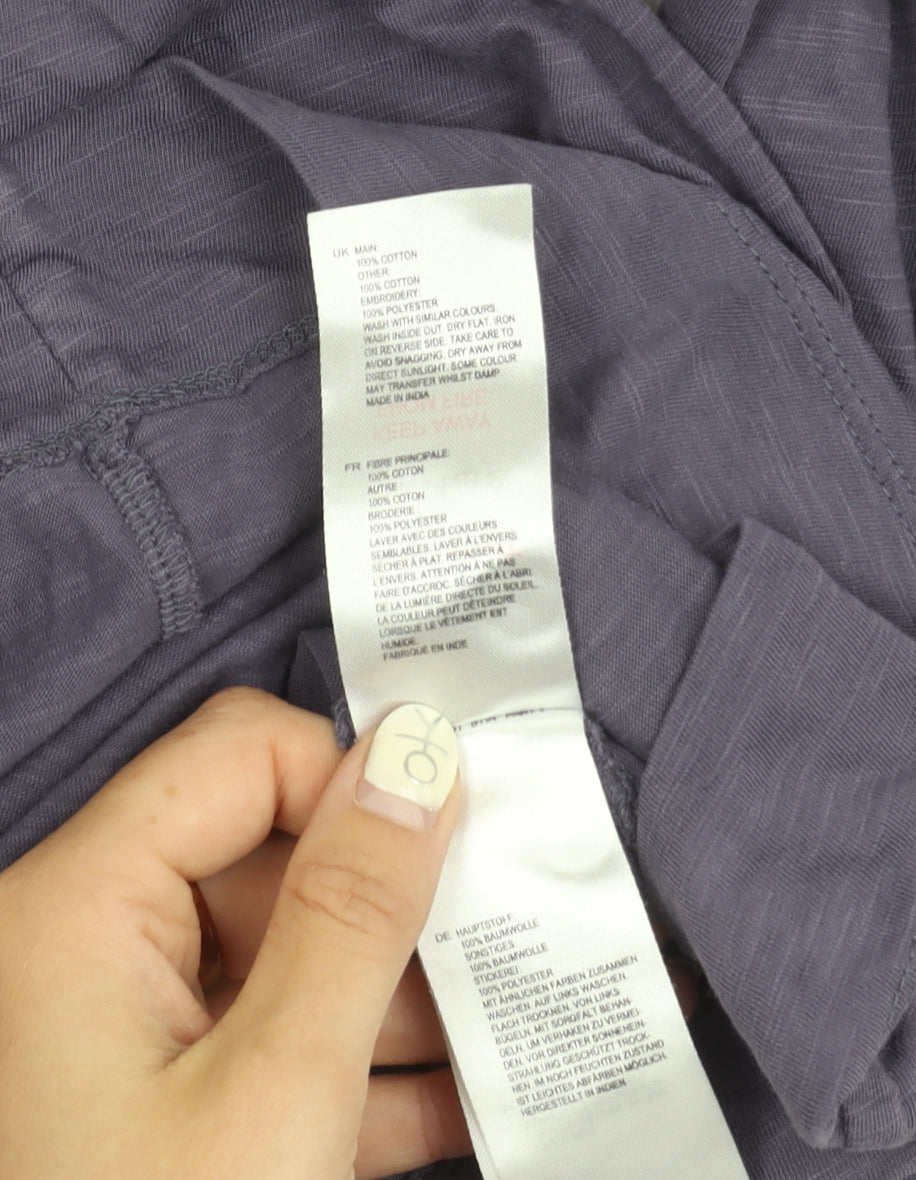 UK MAIN:
100% COTTON
OTHER:
100% COTTON
EMBROIDERY:
100% POLYESTER
WASH WITH SIMILAR COLOURS.
WASH INSIDE OUT. DRY FLAT. IRON
ON REVERSE SIDE. TAKE CARE TO
AVOID SNAGGING. DRY AWAY FROM
DIRECT SUNLIGHT. SOME COLOUR
MAY TRANSFER WHILST DAMP.
MADE IN INDIA
KEEP AWAY
FROM FIRE
FR FIBRE PRINCIPALE:
100% COTON
AUTRE:
100% COTON
BRODERIE:
100% POLYESTER
LAVER AVEC DES COULEURS
SEMBLABLES. LAVER À L'ENVERS.
SÉCHER À PLAT. REPASSER À
L'ENVERS. ATTENTION À NE PAS
FAIRE D'ACCROC. SÉCHER À L'ABRI
DE LA LUMIÈRE DIRECTE DU SOLEIL.
LA COULEUR PEUT DÉTEINDRE
LORSQUE LE VÊTEMENT EST
HUMIDE.
FABRIQUÉ EN INDE
DE HAUPTSTOFF:
100% BAUMWOLLE
SONSTIGES:
100% BAUMWOLLE
STICKEREI:
100% POLYESTER
MIT ÄHNLICHEN FARBEN ZUSAMMEN
WASCHEN. AUF LINKS WASCHEN.
FLACH TROCKNEN. VON LINKS
BÜGELN. MIT SORGFALT BEHAN-
DELN, UM VERHAKEN ZU VERMEI-
DEN. VOR DIREKTER SONNENEIN-
STRAHLUNG GESCHÜTZT TROCK-
NEN. IM NOCH FEUCHTEN ZUSTAND
IST LEICHTES ABFÄRBEN MÖGLICH.
HERGESTELLT IN INDIEN